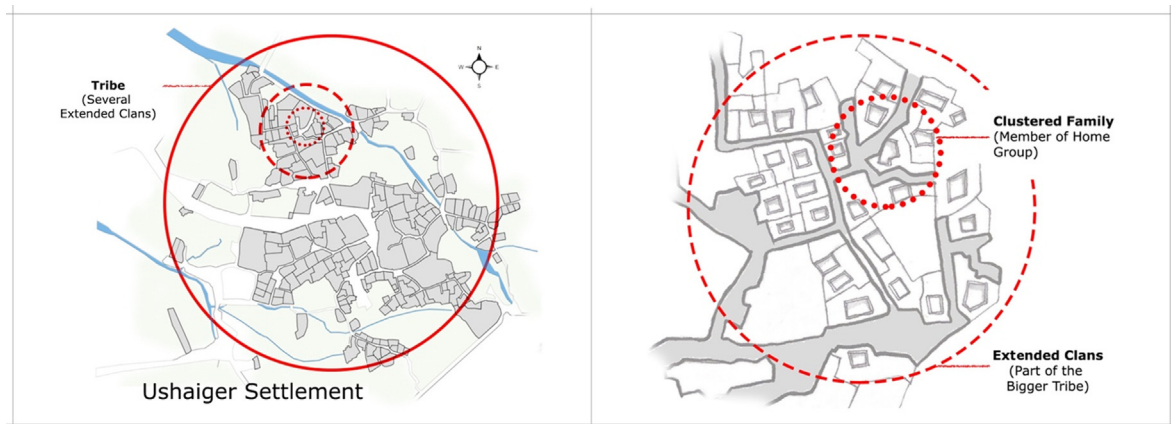 Tribe
(Several
Extended Clans)
N
W E
S
Ushaiger Settlement
Clustered Family
(Member of Home
Group)
Extended Clans
(Part of the
Bigger Tribe)